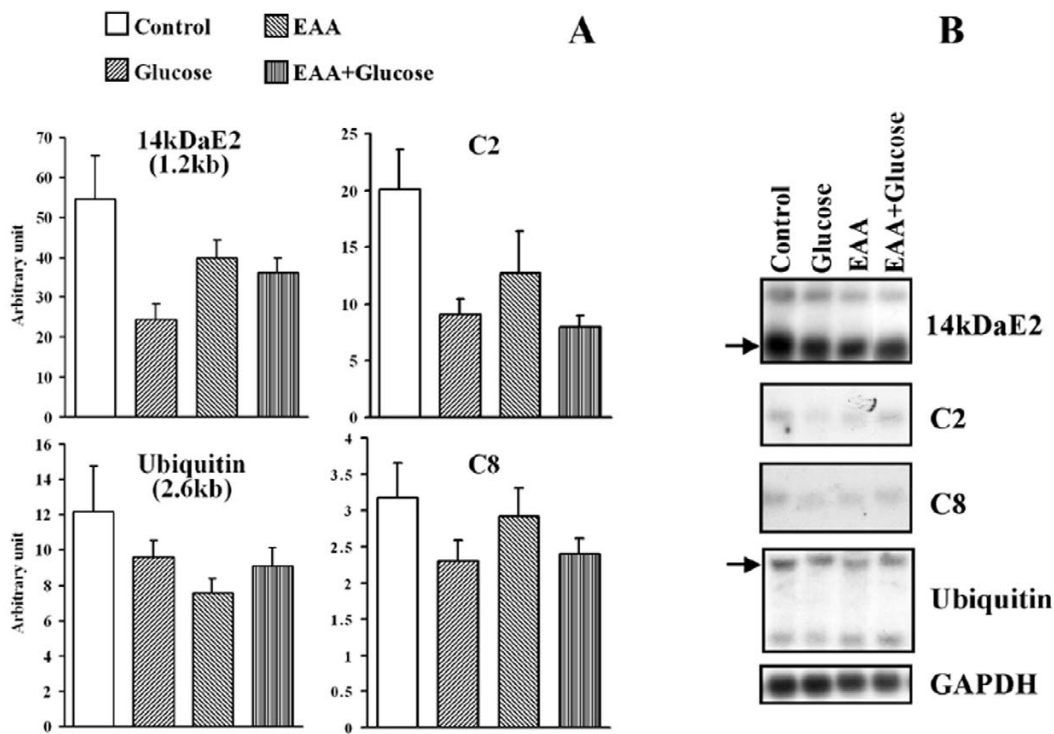 Control
EAA
A
B
Glucose
EAA+Glucose
14kDaE2
(1.2kb)
70
60
50
40
30
20
10
0
Arbitrary unit
C2
25
20
15
10
5
0
Ubiquitin
(2.6kb)
16
14
12
10
8
6
4
2
0
Arbitrary unit
C8
4
3.5
3
2.5
2
1.5
1
0.5
0
Control
Glucose
EAA
EAA+Glucose
14kDaE2
C2
C8
Ubiquitin
GAPDH